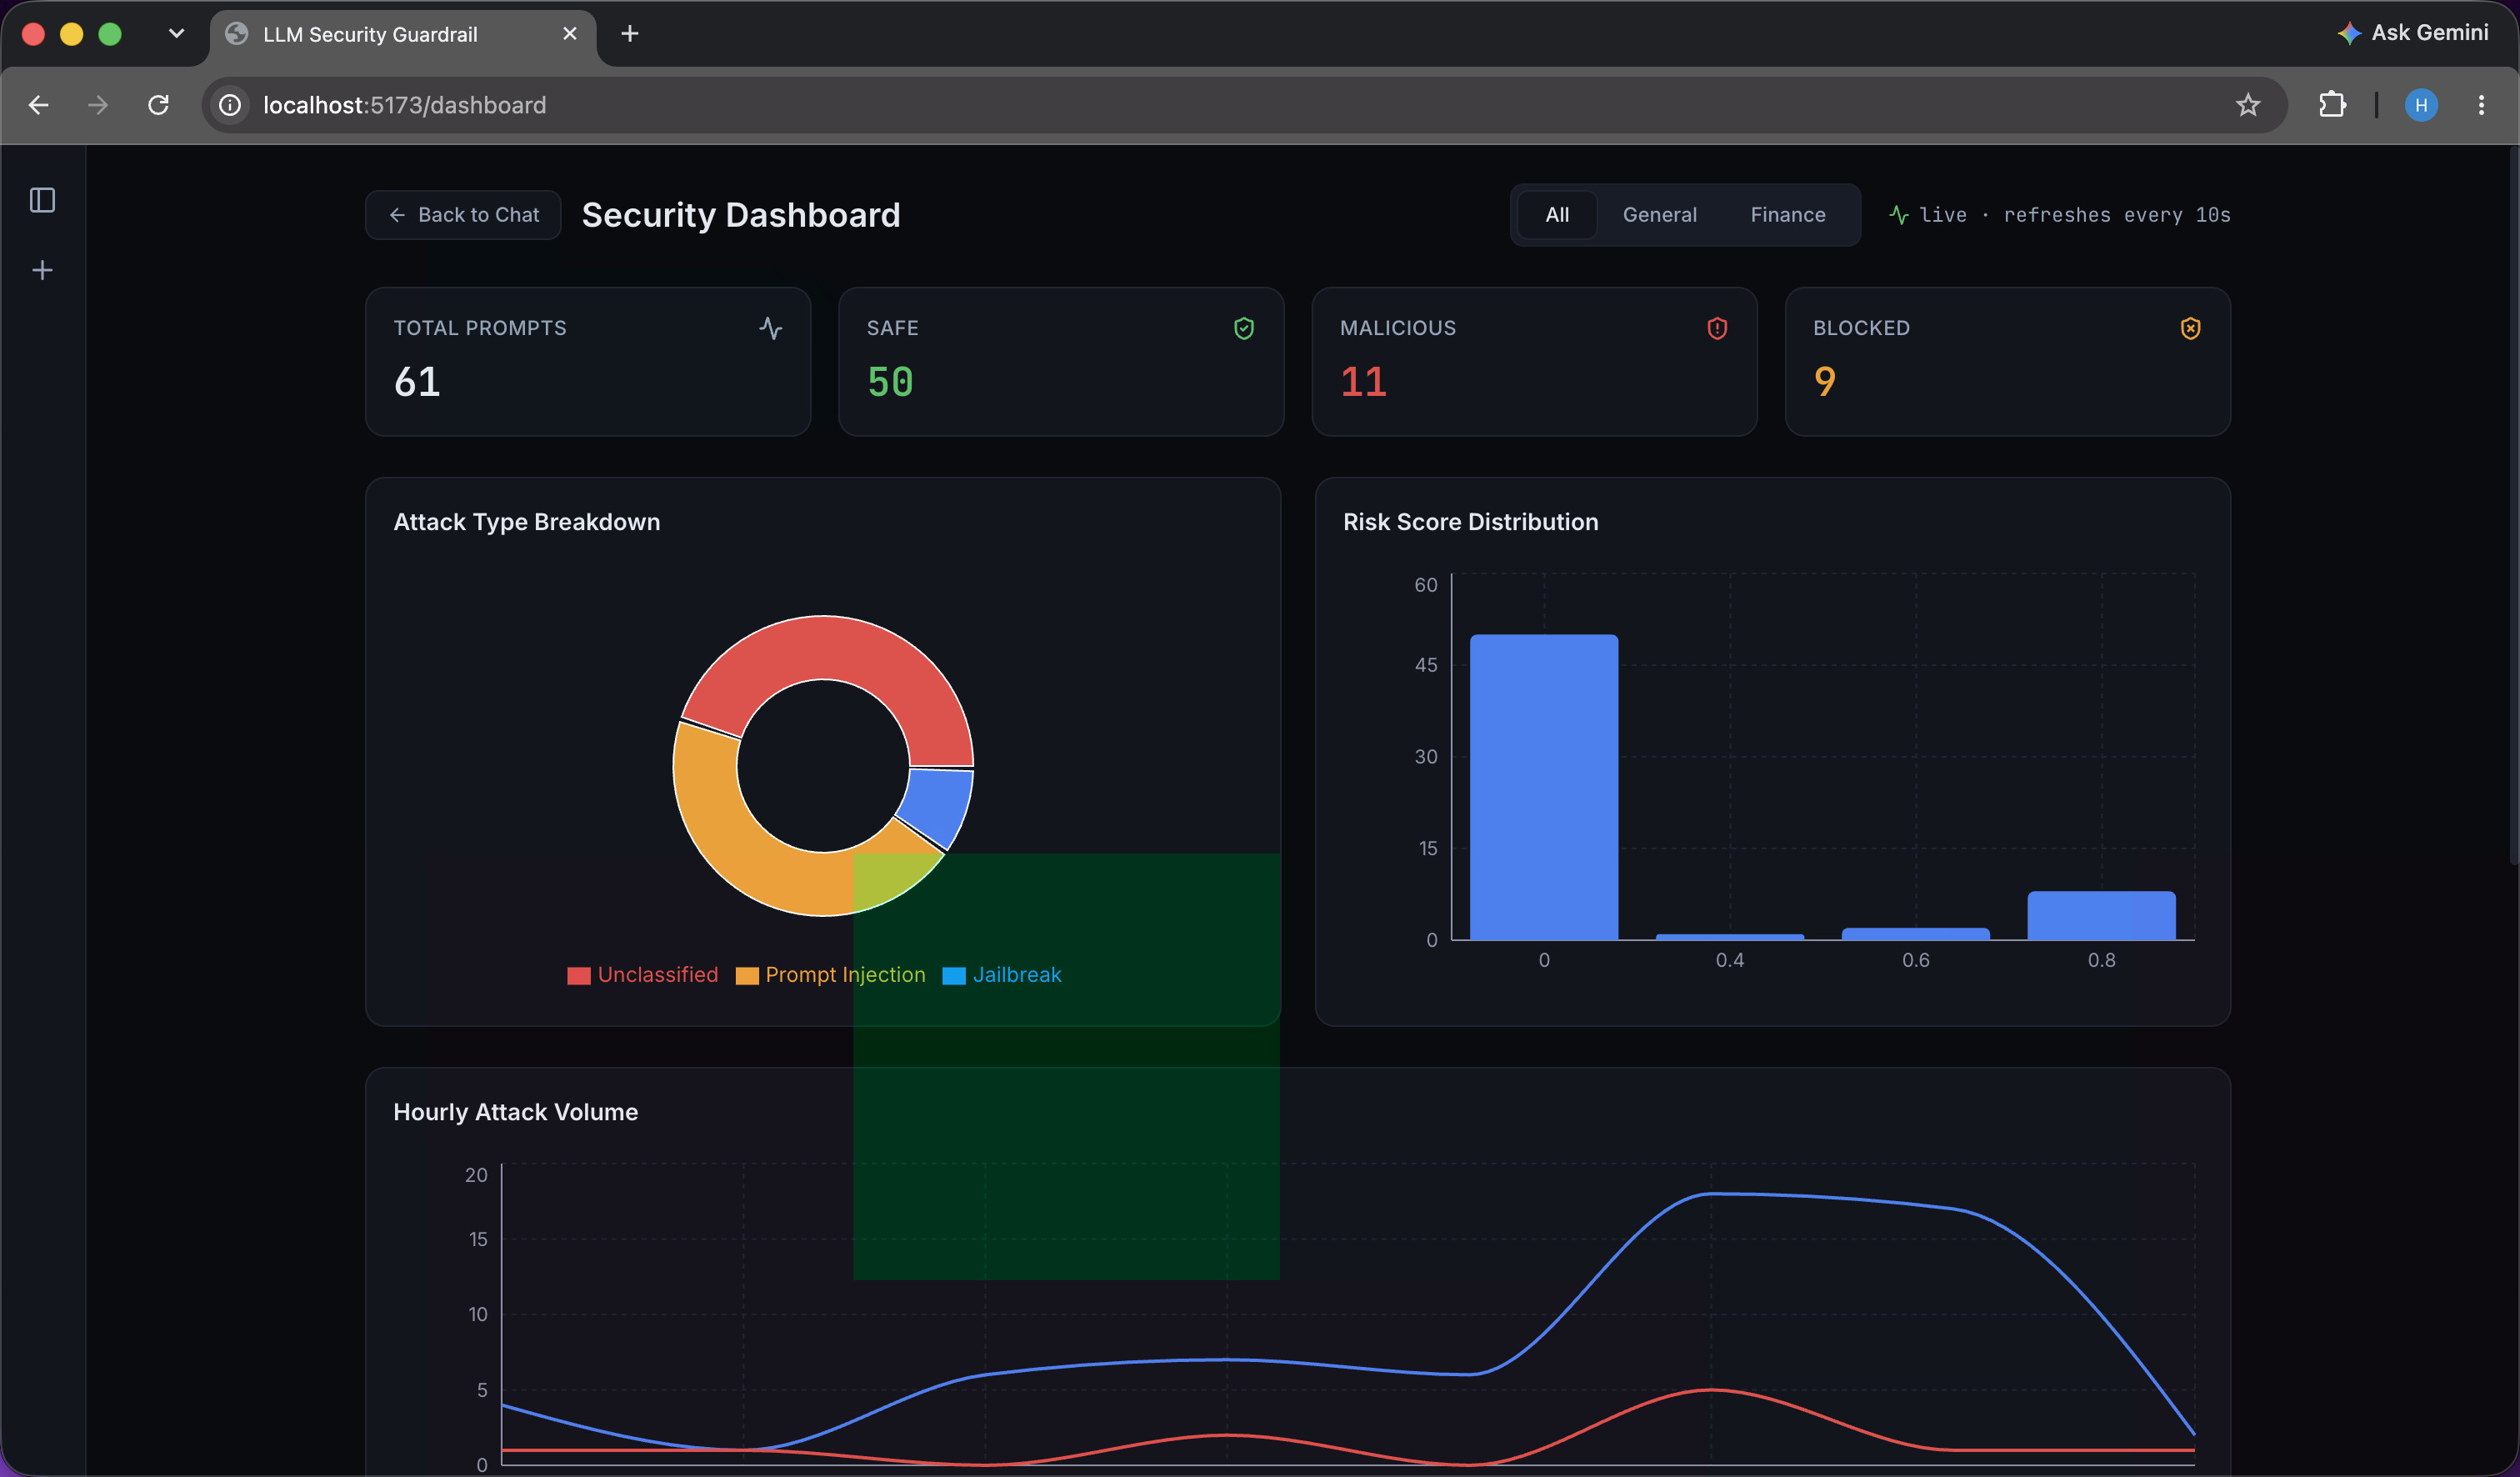 LLM Security Guardrail
Ask Gemini
localhost:5173/dashboard
H
Back to Chat
Security Dashboard
All General Finance
live · refreshes every 10s
TOTAL PROMPTS
61
SAFE
50
MALICIOUS
11
BLOCKED
9
Attack Type Breakdown
Unclassified Prompt Injection Jailbreak
Risk Score Distribution
60
45
30
15
0
0 0.4 0.6 0.8
Hourly Attack Volume
20
15
10
5
0